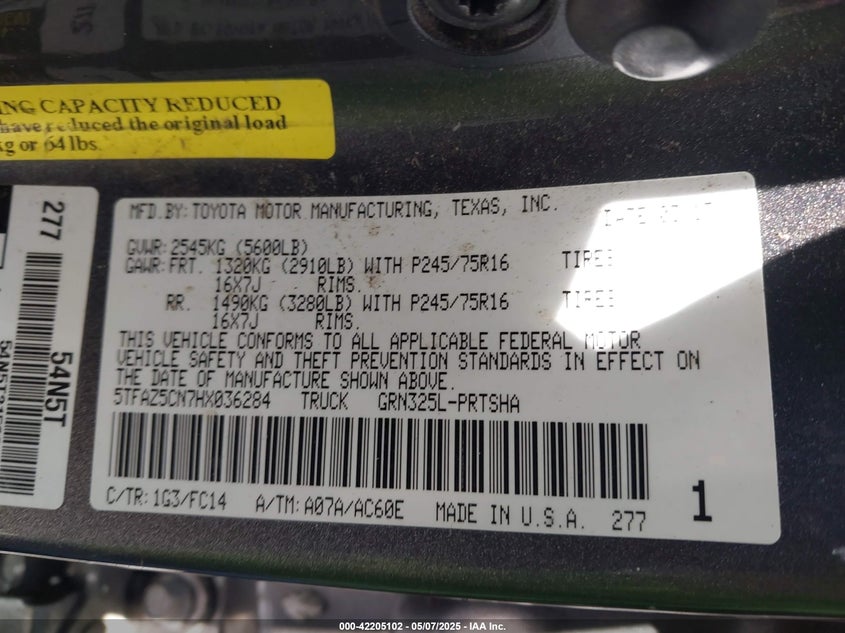 ING CAPACITY REDUCED
have reduced the original load
kg or 64 lbs.
277
54N5T
MFD.BY: TOYOTA MOTOR MANUFACTURING, TEXAS, INC.
GVWR: 2545KG (5600LB)
GAWR: FRT. 1320KG (2910LB) WITH P245/75R16 TIRES
16X7J RIMS.
RR. 1490KG (3280LB) WITH P245/75R16 TIRES
16X7J RIMS.
THIS VEHICLE CONFORMS TO ALL APPLICABLE FEDERAL MOTOR
VEHICLE SAFETY AND THEFT PREVENTION STANDARDS IN EFFECT ON
THE DATE OF MANUFACTURE SHOWN ABOVE.
5TFAZ5CN7HX036284 TRUCK GRN325L-PRTSHA
C/TR: 1G3/FC14 A/TM: A07A/AC60E MADE IN U.S.A. 277
1
000-42205102 - 05/07/2025 - IAA Inc.